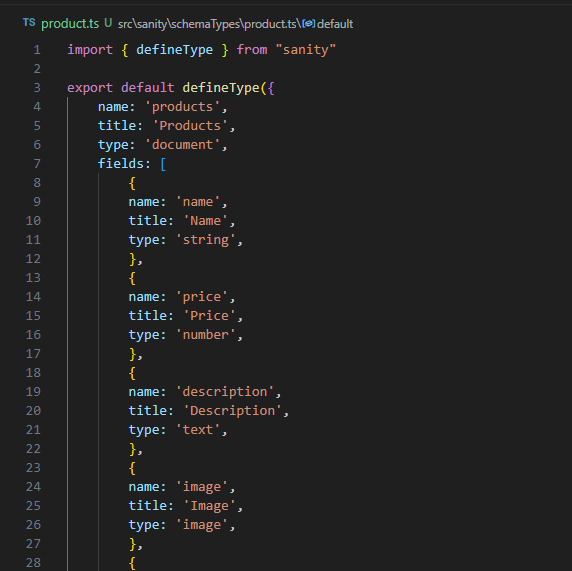 TS product.ts U src\sanity\schemaTypes\product.ts\default
1 import { defineType } from "sanity"
2
3 export default defineType({
4     name: 'products',
5     title: 'Products',
6     type: 'document',
7     fields: [
8         {
9         name: 'name',
10         title: 'Name',
11         type: 'string',
12         },
13         {
14         name: 'price',
15         title: 'Price',
16         type: 'number',
17         },
18         {
19         name: 'description',
20         title: 'Description',
21         type: 'text',
22         },
23         {
24         name: 'image',
25         title: 'Image',
26         type: 'image',
27         },
28         {